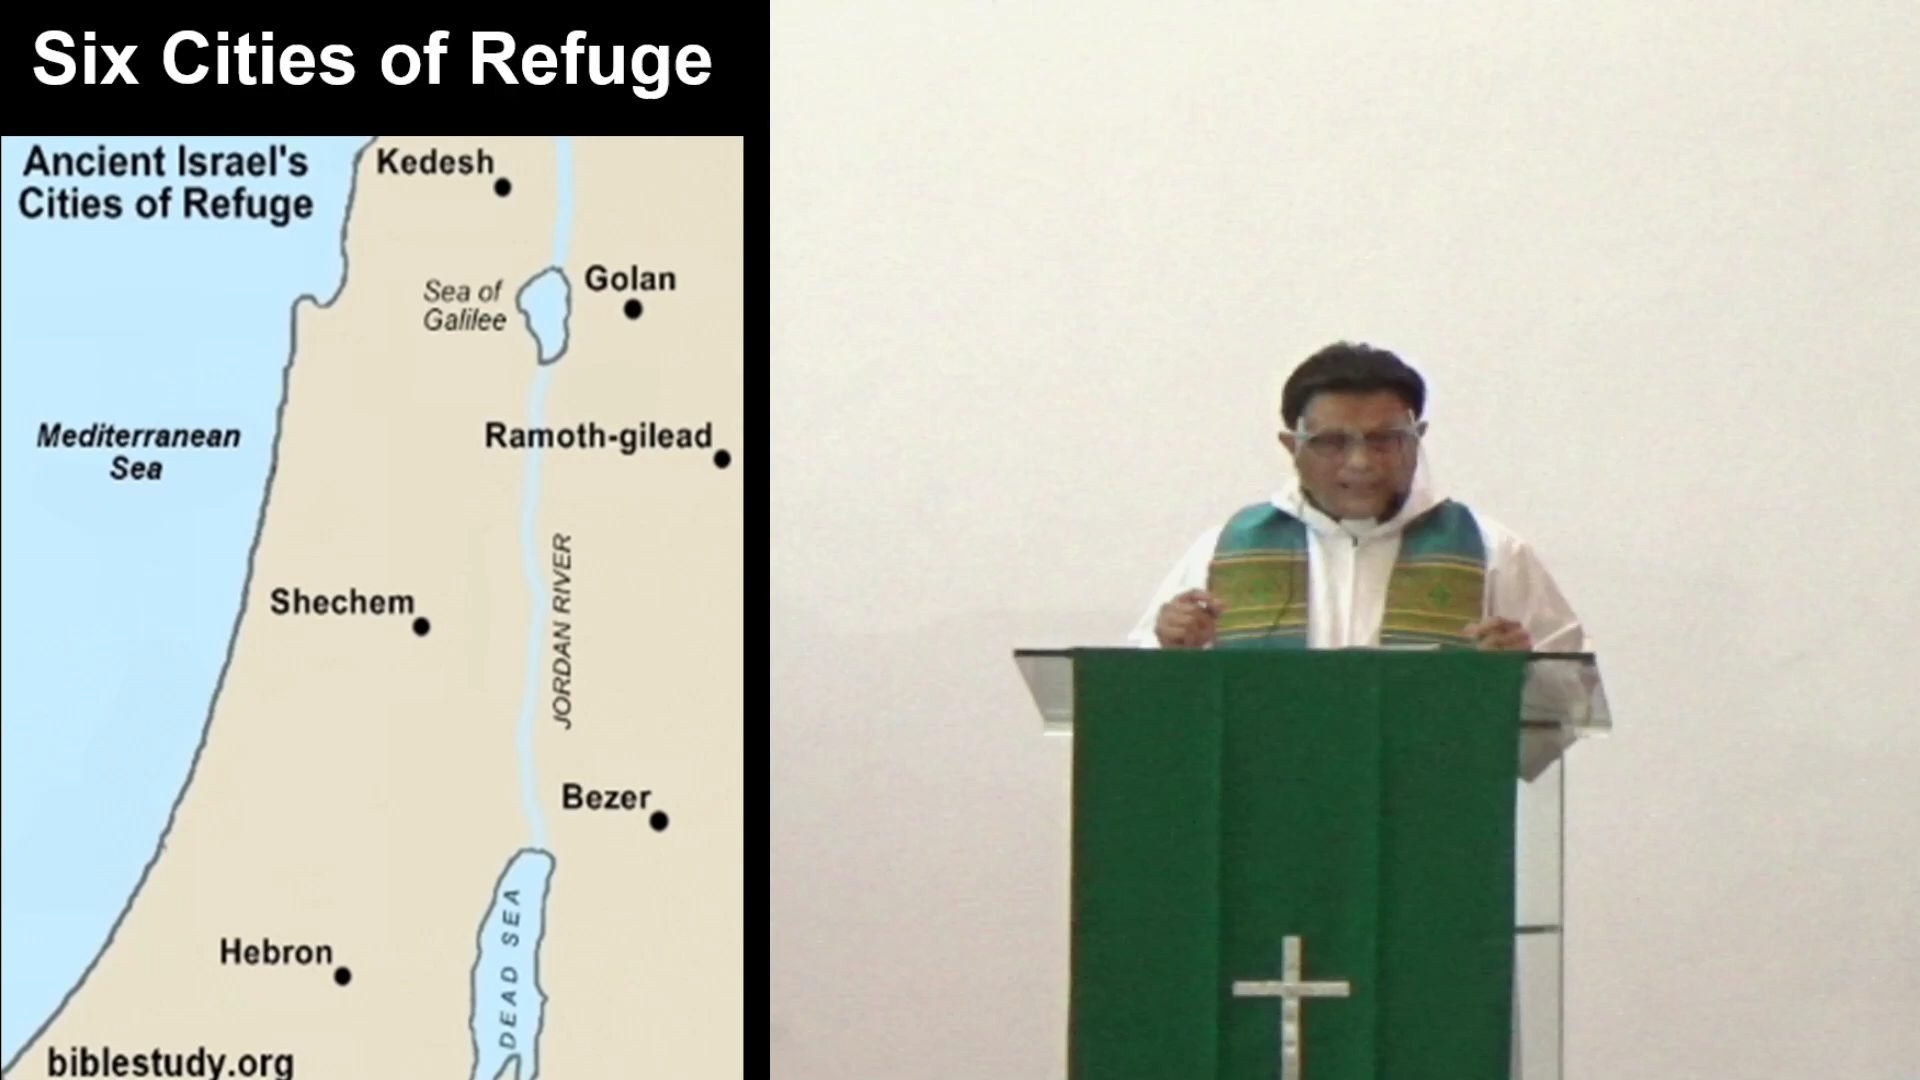 Six Cities of Refuge
Ancient Israel's
Cities of Refuge
Kedesh
Golan
Sea of
Galilee
Mediterranean
Sea
Ramoth-gilead
JORDAN RIVER
Shechem
Bezer
DEAD SEA
Hebron
biblestudy.org